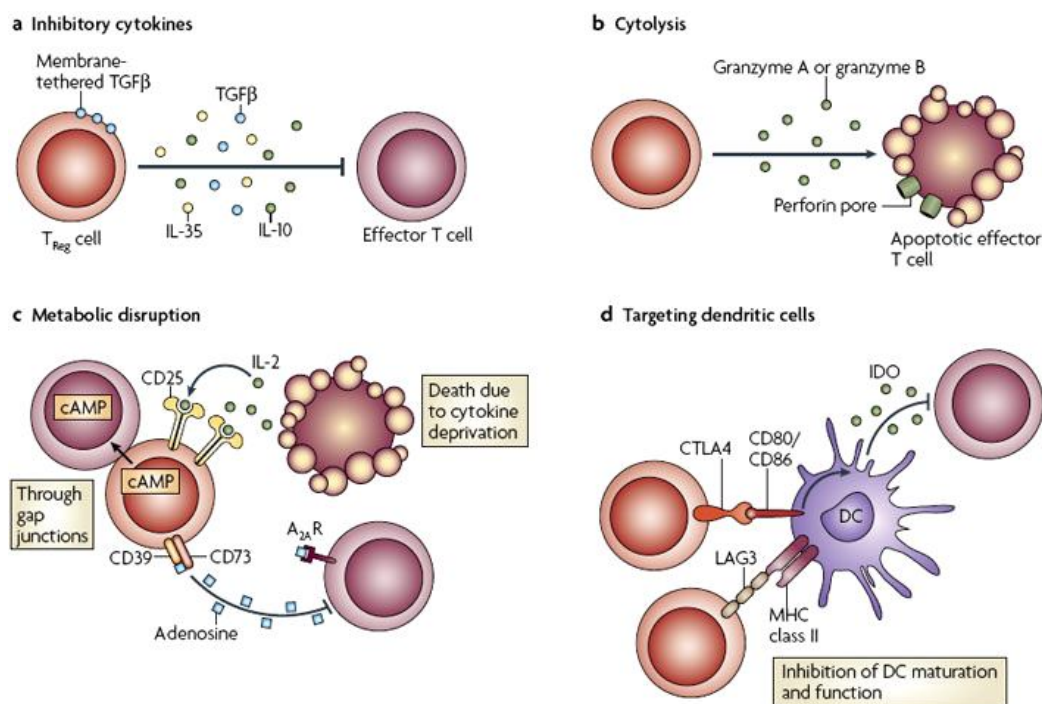 a Inhibitory cytokines
Membrane-
tethered TGFβ
TGFβ
IL-35
IL-10
T Reg cell
Effector T cell
b Cytolysis
Granzyme A or granzyme B
Perforin pore
Apoptotic effector
T cell
c Metabolic disruption
IL-2
CD25
cAMP
cAMP
Death due
to cytokine
deprivation
Through
gap
junctions
CD39
CD73
A2AR
Adenosine
d Targeting dendritic cells
IDO
CTLA4
CD80/
CD86
DC
LAG3
MHC
class II
Inhibition of DC maturation
and function